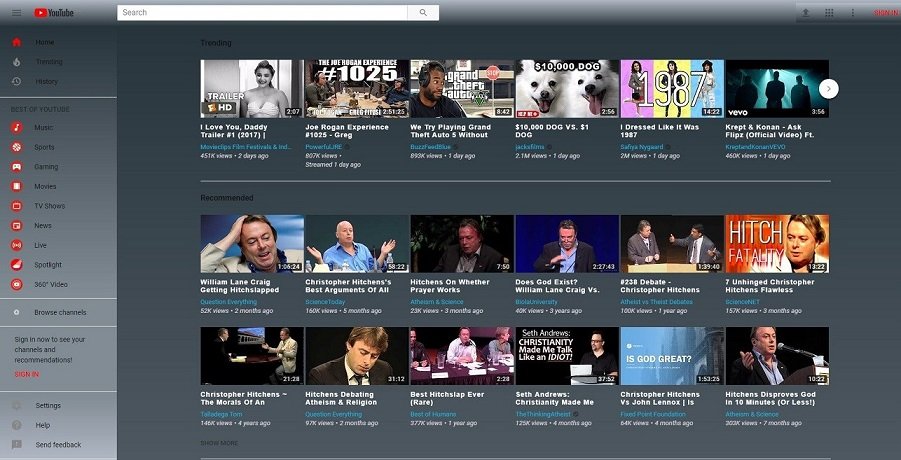 YouTube
Search
SIGN IN
Home
Trending
History
BEST OF YOUTUBE
Music
Sports
Gaming
Movies
TV Shows
News
Live
Spotlight
360° Video
Browse channels
Sign in now to see your
channels and
recommendations!
SIGN IN
Settings
Help
Send feedback
Trending
TRAILER
HD
2:07
I Love You, Daddy
Trailer #1 (2017) |
Movieclips Film Festivals & Ind...
451K views • 2 days ago
THE JOE ROGAN EXPERIENCE
#1025
2:51:25
Joe Rogan Experience
#1025 - Greg
PowerfulJRE
807K views •
Streamed 1 day ago
grand
theft
auto
STOP
8:42
We Try Playing Grand
Theft Auto 5 Without
BuzzFeedBlue
893K views • 1 day ago
$10,000 DOG
HELP ME
2:56
$10,000 DOG VS. $1
DOG
jacksfilms
2.1M views • 1 day ago
1987
14:22
I Dressed Like It Was
1987
Safiya Nygaard
2M views • 1 day ago
vevo
3:56
Krept & Konan - Ask
Flipz (Official Video) Ft.
KreptandKonanVEVO
460K views • 1 day ago
Recommended
1:06:24
William Lane Craig
Getting Hitchslapped
Question Everything
52K views • 2 months ago
58:22
Christopher Hitchens's
Best Arguments Of All
ScienceToday
160K views • 5 months ago
7:50
Hitchens On Whether
Prayer Works
Atheism & Science
23K views • 3 months ago
2:27:43
Does God Exist?
William Lane Craig Vs.
BiolaUniversity
40K views • 3 years ago
1:39:40
#238 Debate -
Christopher Hitchens
Atheist vs Theist Debates
100K views • 1 year ago
HITCH
FATALITY
13:22
7 Unhinged Christopher
Hitchens Flawless
ScienceNET
157K views • 3 months ago
21:28
Christopher Hitchens ~
The Morals Of An
Talladega Tom
146K views • 4 years ago
31:12
Hitchens Debating
Atheism & Religion
Question Everything
97K views • 2 months ago
2:28
Best Hitchslap Ever
(Rare)
Best of Humans
377K views • 1 year ago
Seth Andrews:
CHRISTIANITY
Made Me Talk
Like an IDIOT!
37:52
Seth Andrews:
Christianity Made Me
TheThinkingAtheist
125K views • 4 months ago
IS GOD GREAT?
1:53:25
Christopher Hitchens
Vs John Lennox | Is
Fixed Point Foundation
64K views • 4 months ago
10:22
Hitchens Disproves God
In 10 Minutes (Or Less!)
Atheism & Science
303K views • 7 months ago
SHOW MORE